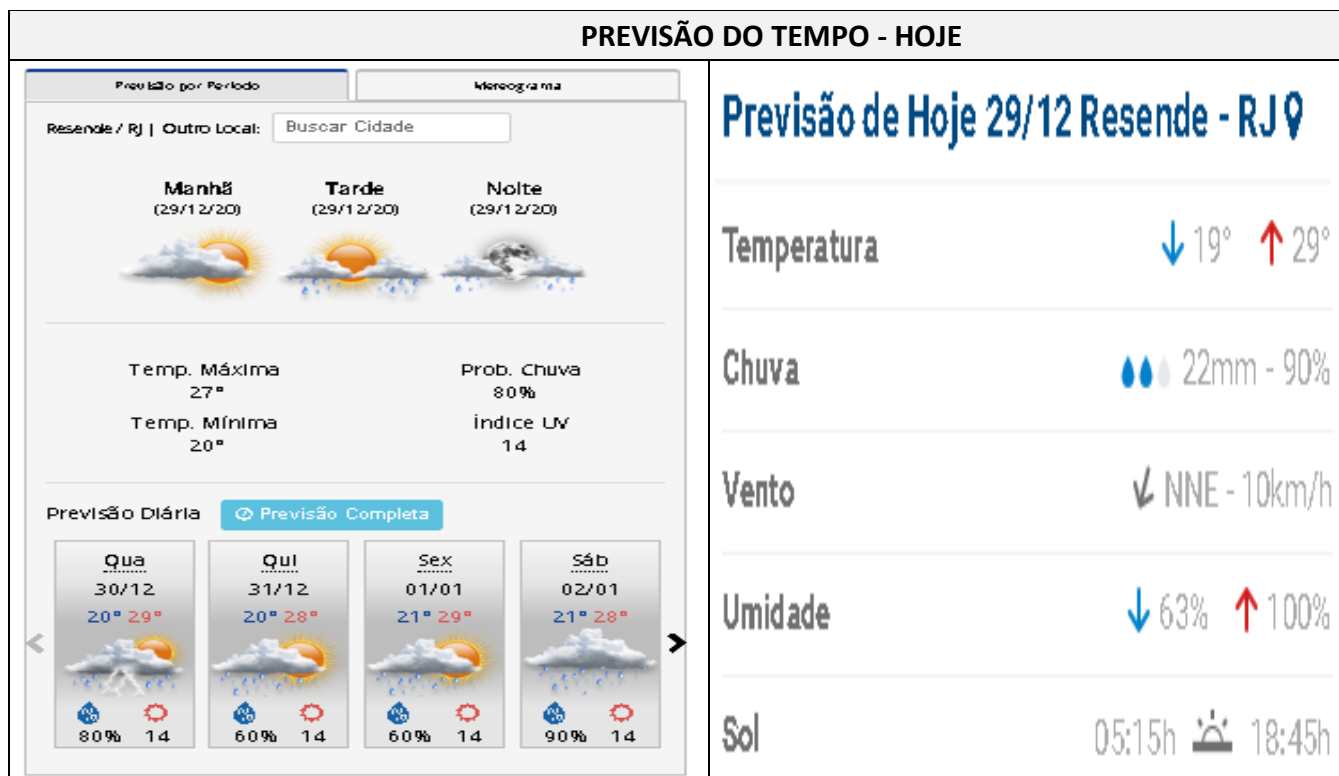 PREVISÃO DO TEMPO - HOJE
Previsão por Período
Meteograma
Resende / RJ | Outro Local: Buscar Cidade
Manhã Tarde Noite
(29/12/20) (29/12/20) (29/12/20)
Temp. Máxima Prob. Chuva
27° 80%
Temp. Mínima Índice UV
20° 14
Previsão Diária Previsão Completa
Qua Qui Sex Sáb
30/12 31/12 01/01 02/01
20° 29° 20° 28° 21° 29° 21° 28°
80% 14 60% 14 60% 14 90% 14
Previsão de Hoje 29/12 Resende - RJ
Temperatura 19° 29°
Chuva 22mm - 90%
Vento NNE - 10km/h
Umidade 63% 100%
Sol 05:15h 18:45h